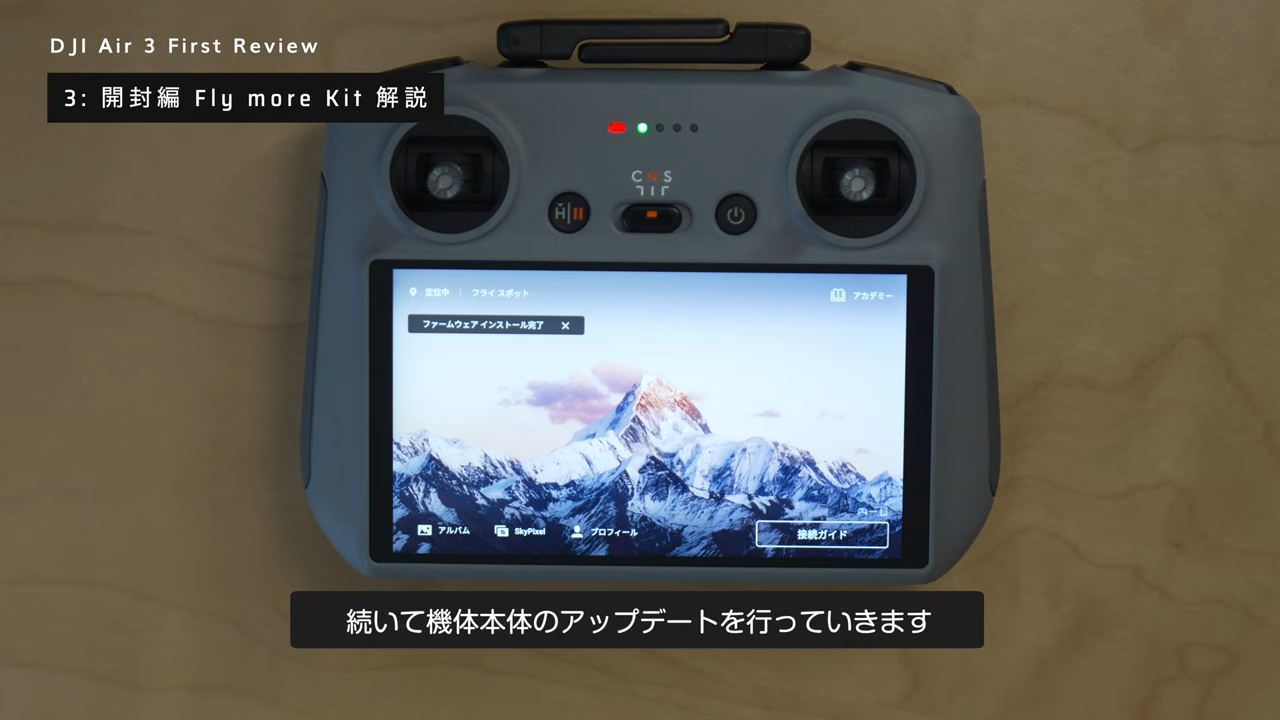 DJI Air 3 First Review
3: 開封編 Fly more Kit 解説
C N S
H
定位中 | フライ スポット
アカデミー
ファームウェア インストール完了 ×
アルバム
SkyPixel
プロフィール
接続ガイド
続いて機体本体のアップデートを行っていきます